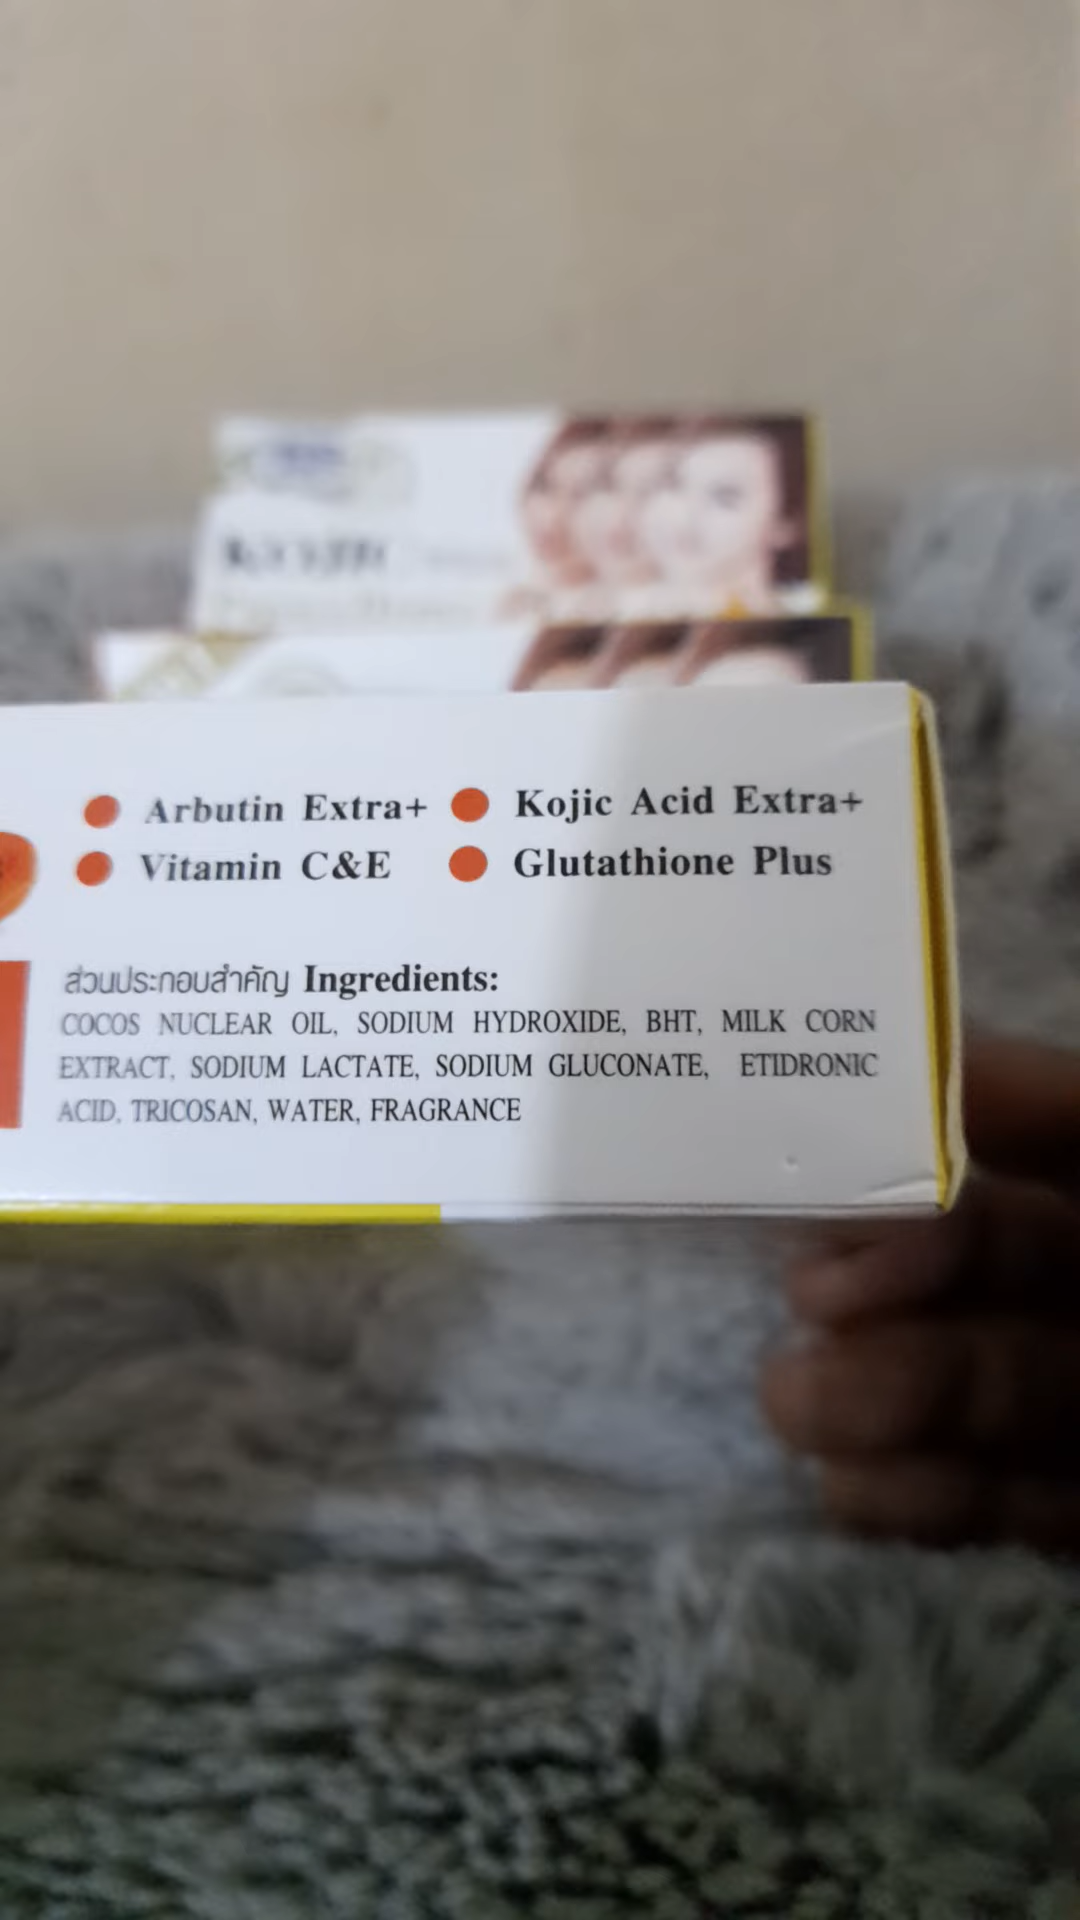 Arbutin Extra+
Kojic Acid Extra+
Vitamin C&E
Glutathione Plus
ส่วนประกอบสำคัญ Ingredients:
COCOS NUCLEAR OIL, SODIUM HYDROXIDE, BHT, MILK CORN
EXTRACT, SODIUM LACTATE, SODIUM GLUCONATE, ETIDRONIC
ACID, TRICOSAN, WATER, FRAGRANCE